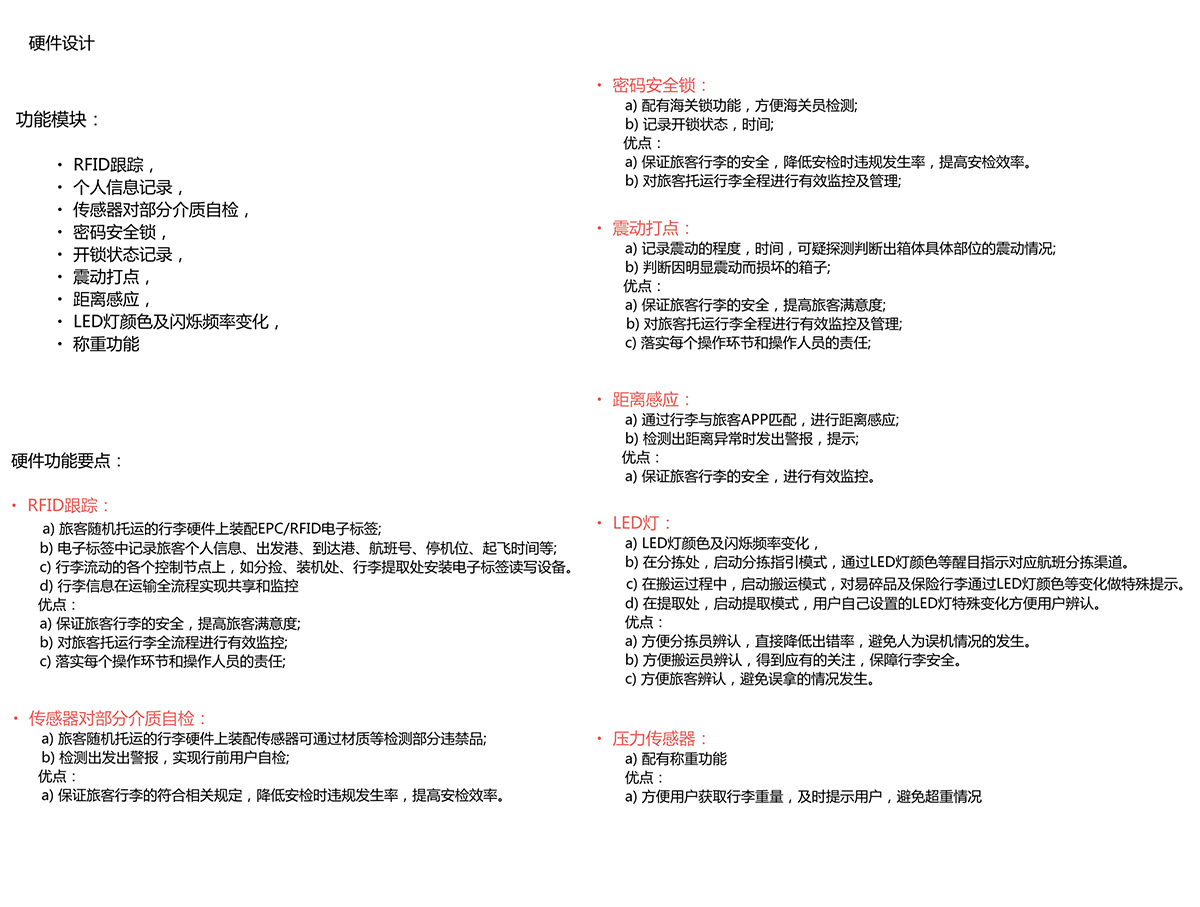 硬件设计
功能模块：
• RFID跟踪，
• 个人信息记录，
• 传感器对部分介质自检，
• 密码安全锁，
• 开锁状态记录，
• 震动打点，
• 距离感应，
• LED灯颜色及闪烁频率变化，
• 称重功能
硬件功能要点：
• RFID跟踪：
a) 旅客随机托运的行李硬件上装配EPC/RFID电子标签;
b) 电子标签中记录旅客个人信息、出发港、到达港、航班号、停机位、起飞时间等;
c) 行李流动的各个控制节点上，如分捡、装机处、行李提取处安装电子标签读写设备。
d) 行李信息在运输全流程实现共享和监控
优点：
a) 保证旅客行李的安全，提高旅客满意度;
b) 对旅客托运行李全流程进行有效监控;
c) 落实每个操作环节和操作人员的责任;
• 传感器对部分介质自检：
a) 旅客随机托运的行李硬件上装配传感器可通过材质等检测部分违禁品;
b) 检测出发出警报，实现行前用户自检;
优点：
a) 保证旅客行李的符合相关规定，降低安检时违规发生率，提高安检效率。
• 密码安全锁：
a) 配有海关锁功能，方便海关员检测;
b) 记录开锁状态，时间;
优点：
a) 保证旅客行李的安全，降低安检时违规发生率，提高安检效率。
b) 对旅客托运行李全程进行有效监控及管理;
• 震动打点：
a) 记录震动的程度，时间，可疑探测判断出箱体具体部位的震动情况;
b) 判断因明显震动而损坏的箱子;
优点：
a) 保证旅客行李的安全，提高旅客满意度;
b) 对旅客托运行李全程进行有效监控及管理;
c) 落实每个操作环节和操作人员的责任;
• 距离感应：
a) 通过行李与旅客APP匹配，进行距离感应;
b) 检测出距离异常时发出警报，提示;
优点：
a) 保证旅客行李的安全，进行有效监控。
• LED灯：
a) LED灯颜色及闪烁频率变化，
b) 在分拣处，启动分拣指引模式，通过LED灯颜色等醒目指示对应航班分拣渠道。
c) 在搬运过程中，启动搬运模式，对易碎品及保险行李通过LED灯颜色等变化做特殊提示。
d) 在提取处，启动提取模式，用户自己设置的LED灯特殊变化方便用户辨认。
优点：
a) 方便分拣员辨认，直接降低出错率，避免人为误机情况的发生。
b) 方便搬运员辨认，得到应有的关注，保障行李安全。
c) 方便旅客辨认，避免误拿的情况发生。
• 压力传感器：
a) 配有称重功能
优点：
a) 方便用户获取行李重量，及时提示用户，避免超重情况